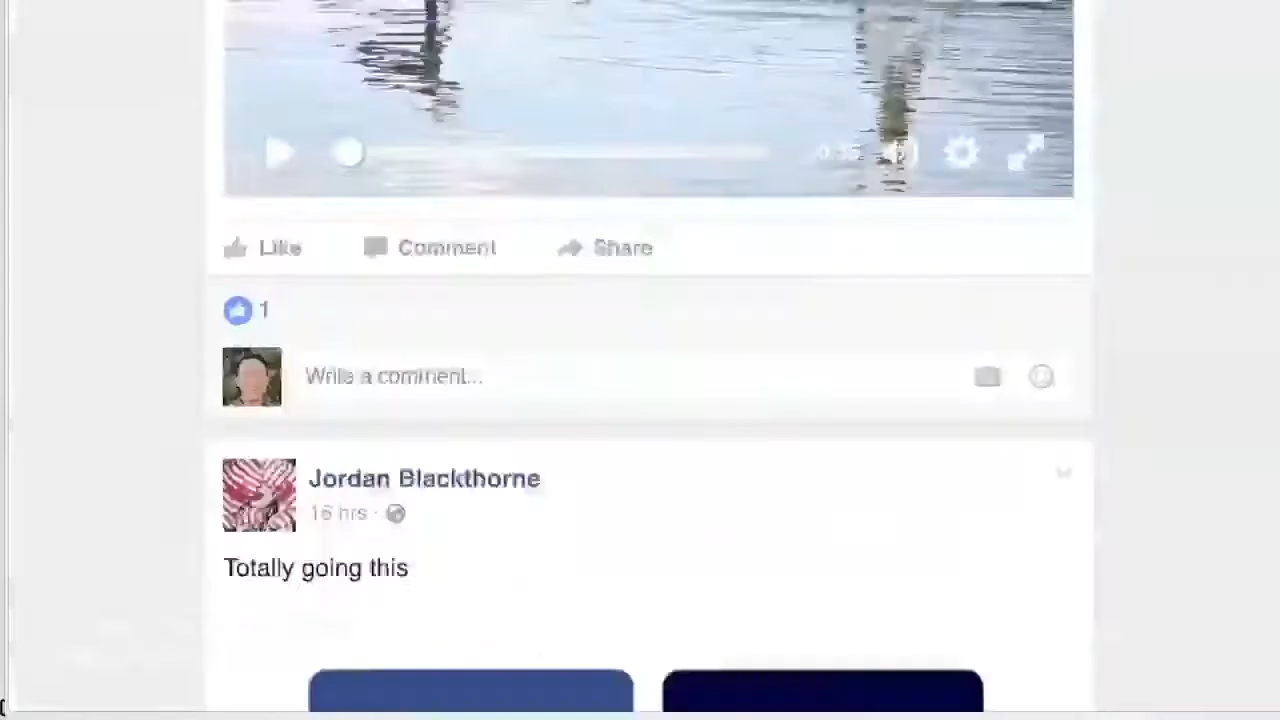 Like Comment Share
1
Write a comment...
Jordan Blackthorne
16 hrs ·
Totally going this